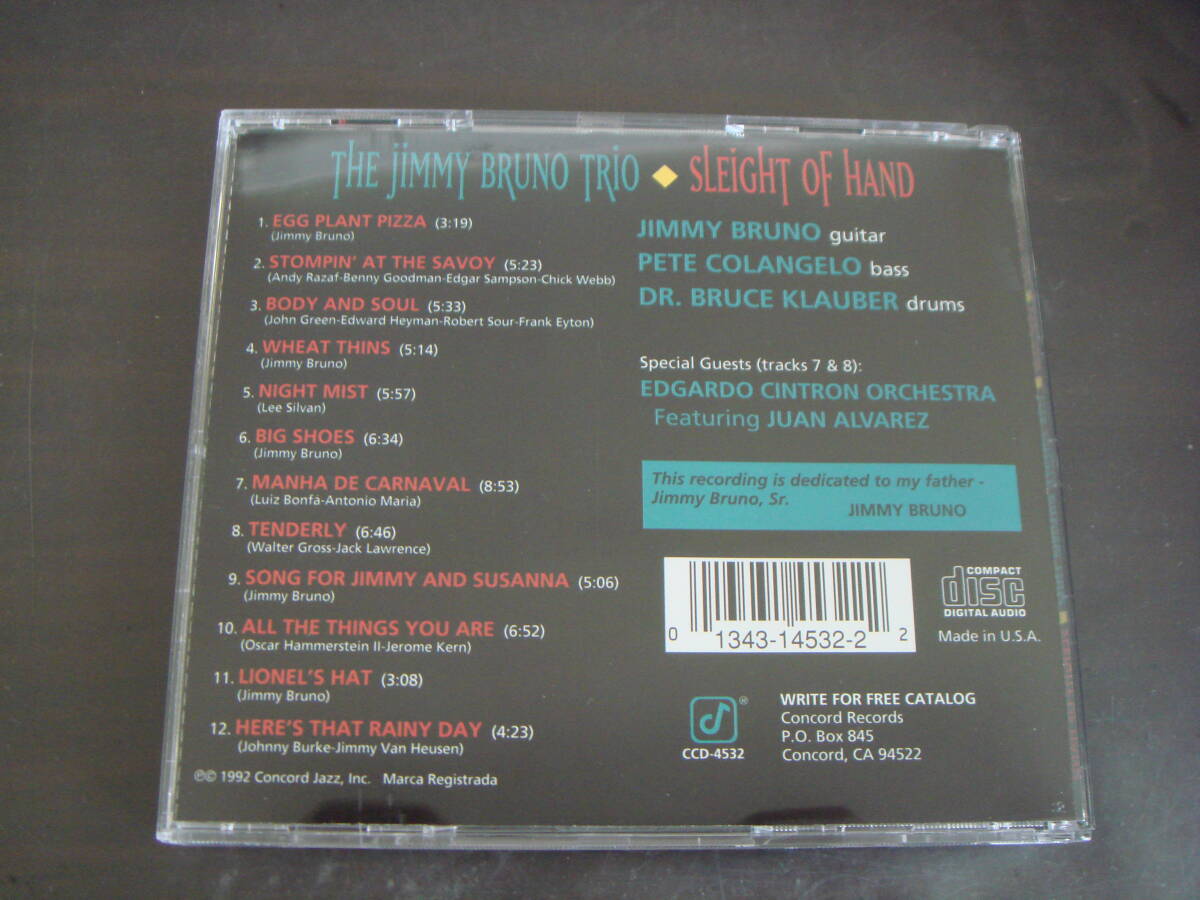 THE JIMMY BRUNO TRIO ◆ SLEIGHT OF HAND
1. EGG PLANT PIZZA (3:19)
(Jimmy Bruno)
2. STOMPIN' AT THE SAVOY (5:23)
(Andy Razaf-Benny Goodman-Edgar Sampson-Chick Webb)
3. BODY AND SOUL (5:33)
(John Green-Edward Heyman-Robert Sour-Frank Eyton)
4. WHEAT THINS (5:14)
(Jimmy Bruno)
5. NIGHT MIST (5:57)
(Lee Silvan)
6. BIG SHOES (6:34)
(Jimmy Bruno)
7. MANHA DE CARNAVAL (8:53)
(Luiz Bonfá-Antonio Maria)
8. TENDERLY (6:46)
(Walter Gross-Jack Lawrence)
9. SONG FOR JIMMY AND SUSANNA (5:06)
(Jimmy Bruno)
10. ALL THE THINGS YOU ARE (6:52)
(Oscar Hammerstein II-Jerome Kern)
11. LIONEL'S HAT (3:08)
(Jimmy Bruno)
12. HERE'S THAT RAINY DAY (4:23)
(Johnny Burke-Jimmy Van Heusen)
℗© 1992 Concord Jazz, Inc. Marca Registrada
JIMMY BRUNO guitar
PETE COLANGELO bass
DR. BRUCE KLAUBER drums
Special Guests (tracks 7 & 8):
EDGARDO CINTRON ORCHESTRA
Featuring JUAN ALVAREZ
This recording is dedicated to my father -
Jimmy Bruno, Sr.
JIMMY BRUNO
0 1343-14532-2 2
COMPACT
disc
DIGITAL AUDIO
Made in U.S.A.
®
CCD-4532
WRITE FOR FREE CATALOG
Concord Records
P.O. Box 845
Concord, CA 94522